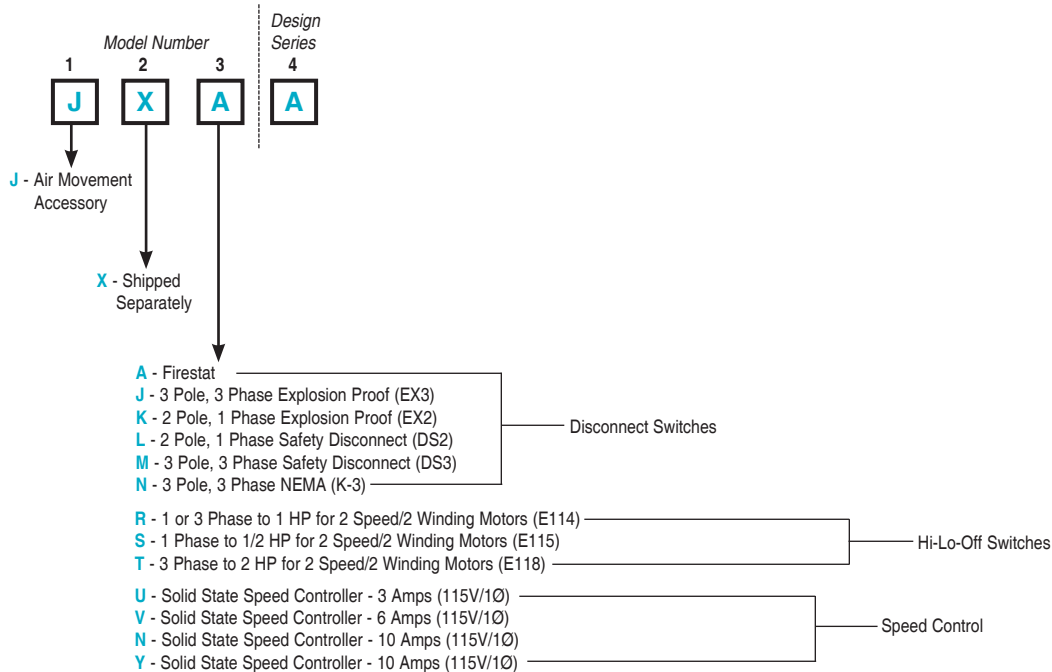 Model Number
Design
Series
1 2 3 4
J X A A
J - Air Movement
Accessory
X - Shipped
Separately
A - Firestat
J - 3 Pole, 3 Phase Explosion Proof (EX3)
K - 2 Pole, 1 Phase Explosion Proof (EX2)
L - 2 Pole, 1 Phase Safety Disconnect (DS2)
M - 3 Pole, 3 Phase Safety Disconnect (DS3)
N - 3 Pole, 3 Phase NEMA (K-3)
Disconnect Switches
R - 1 or 3 Phase to 1 HP for 2 Speed/2 Winding Motors (E114)
S - 1 Phase to 1/2 HP for 2 Speed/2 Winding Motors (E115)
T - 3 Phase to 2 HP for 2 Speed/2 Winding Motors (E118)
Hi-Lo-Off Switches
U - Solid State Speed Controller - 3 Amps (115V/1Ø)
V - Solid State Speed Controller - 6 Amps (115V/1Ø)
N - Solid State Speed Controller - 10 Amps (115V/1Ø)
Y - Solid State Speed Controller - 10 Amps (115V/1Ø)
Speed Control